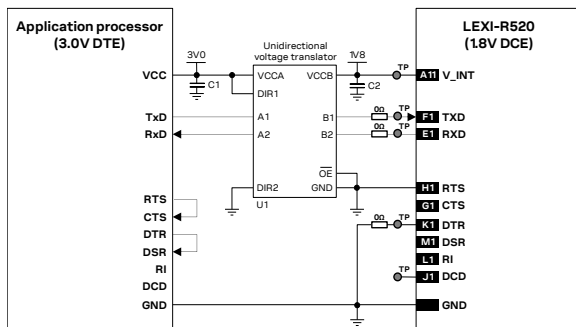 Application processor
(3.0V DTE)
LEXI-R520
(1.8V DCE)
Unidirectional
voltage translator
3V0
1V8
TP
VCC
VCCA
VCCB
A11
V_INT
C1
DIR1
C2
TP
0Ω
TxD
A1
B1
F1
TXD
0Ω
TP
RxD
A2
B2
E1
RXD
OE
DIR2
GND
H1
RTS
U1
RTS
G1
CTS
CTS
0Ω
TP
K1
DTR
DTR
M1
DSR
DSR
L1
RI
RI
TP
J1
DCD
DCD
GND
GND